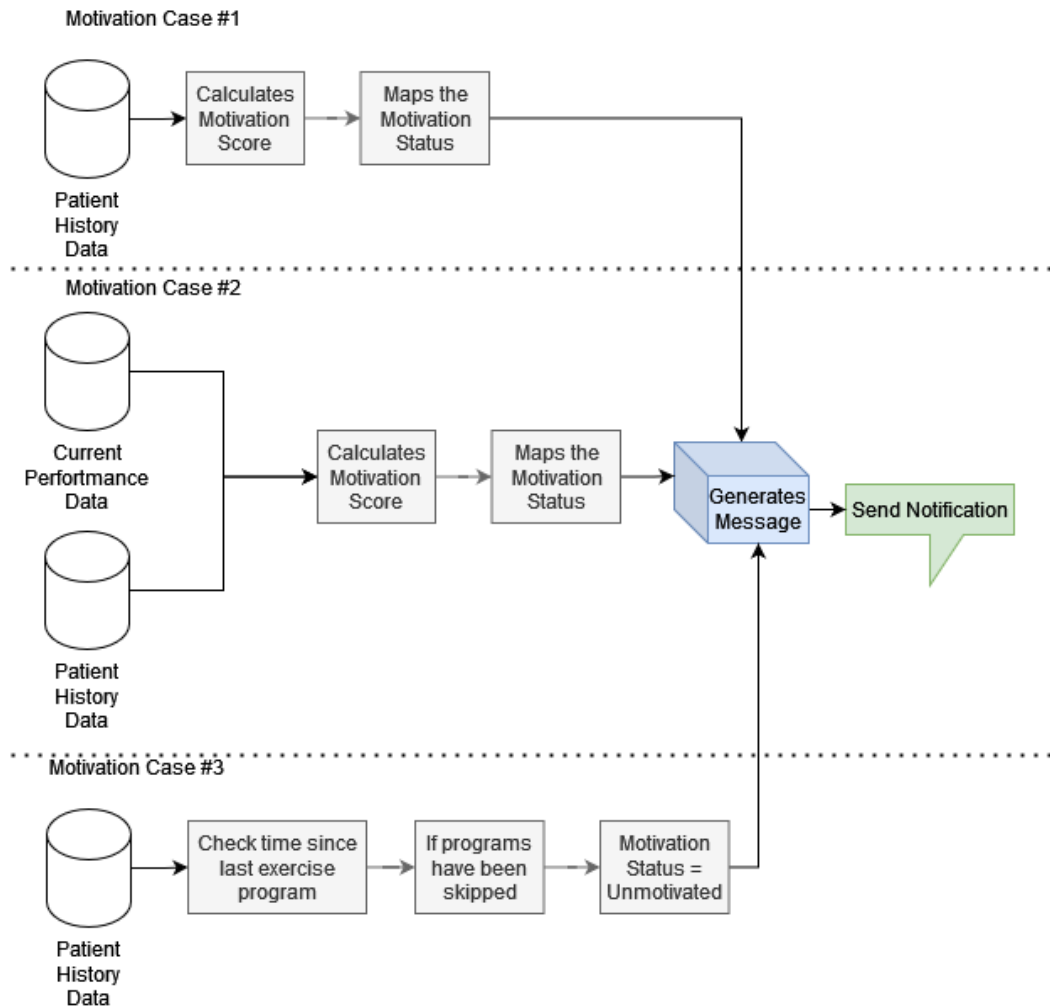 Motivation Case #1
Calculates
Motivation
Score
Maps the
Motivation
Status
Patient
History
Data
Motivation Case #2
Current
Performtmance
Data
Calculates
Motivation
Score
Maps the
Motivation
Status
Generates
Message
Send Notification
Patient
History
Data
Motivation Case #3
Check time since
last exercise
program
If programs
have been
skipped
Motivation
Status =
Unmotivated
Patient
History
Data